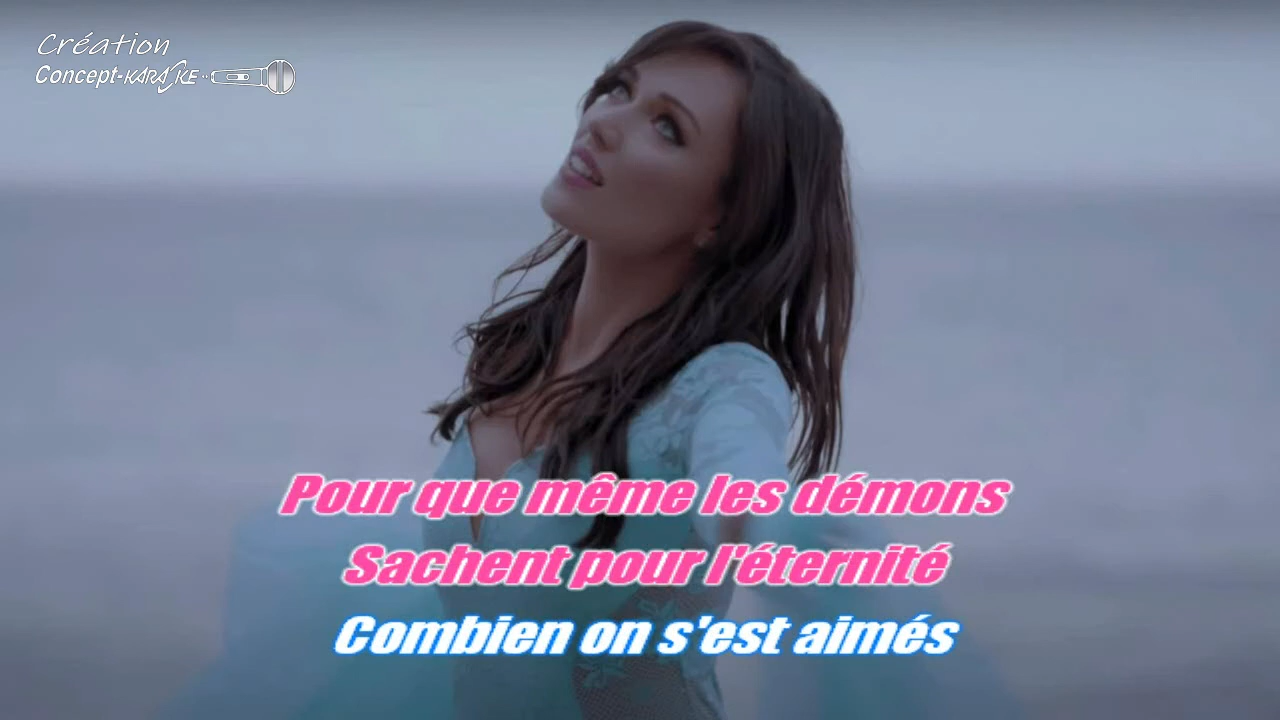 Création
Concept-KARAOKE
Pour que même les démons
Sachent pour l'éternité
Combien on s'est aimés